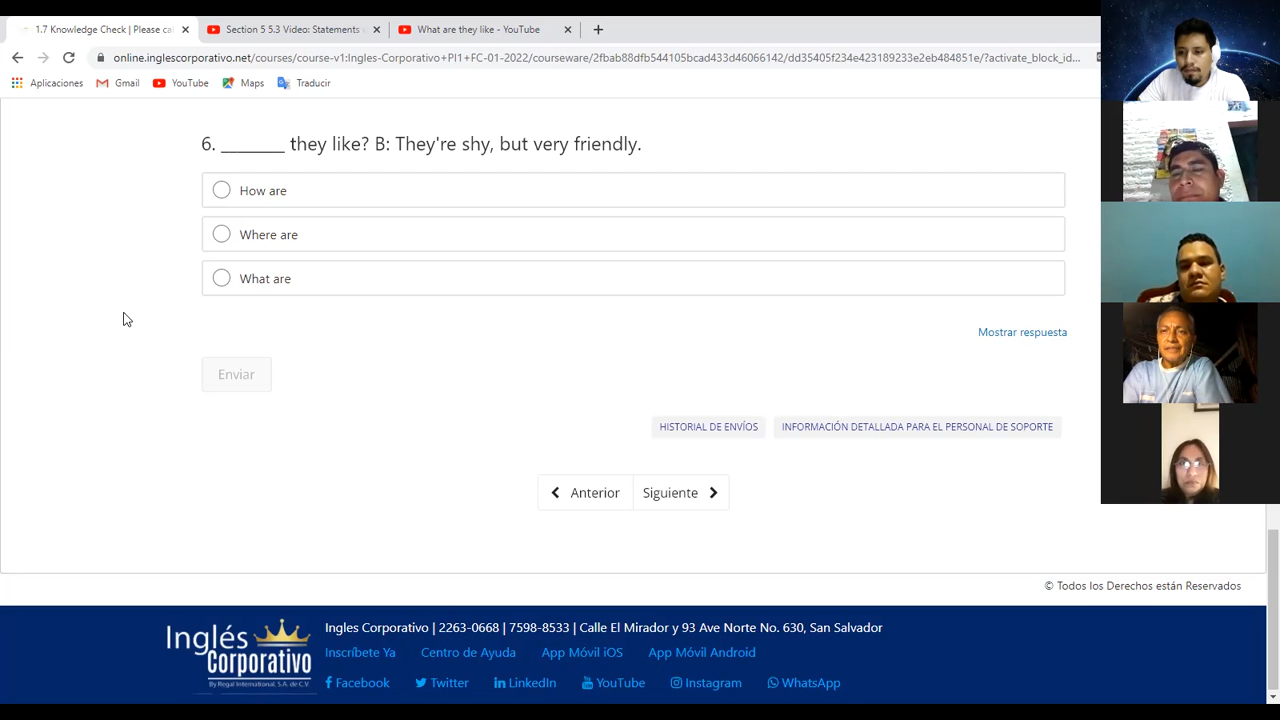 1.7 Knowledge Check | Please ca
Section 5 5.3 Video: Statements
What are they like - YouTube
online.inglescorporativo.net/courses/course-v1:Ingles-Corporativo+PI1+FC-01-2022/courseware/2fbab88dfb544105bcad433d46066142/dd35405f234e423189233e2eb484851e/?activate_block_id...
Aplicaciones
Gmail
YouTube
Maps
Traducir
6. _______ they like? B: They're shy, but very friendly.
How are
Where are
What are
Mostrar respuesta
Enviar
HISTORIAL DE ENVÍOS
INFORMACIÓN DETALLADA PARA EL PERSONAL DE SOPORTE
Anterior
Siguiente
© Todos los Derechos están Reservados
Inglés
Corporativo
By Regal International, S.A. de C.V.
Ingles Corporativo | 2263-0668 | 7598-8533 | Calle El Mirador y 93 Ave Norte No. 630, San Salvador
Inscríbete Ya
Centro de Ayuda
App Móvil iOS
App Móvil Android
Facebook
Twitter
LinkedIn
YouTube
Instagram
WhatsApp